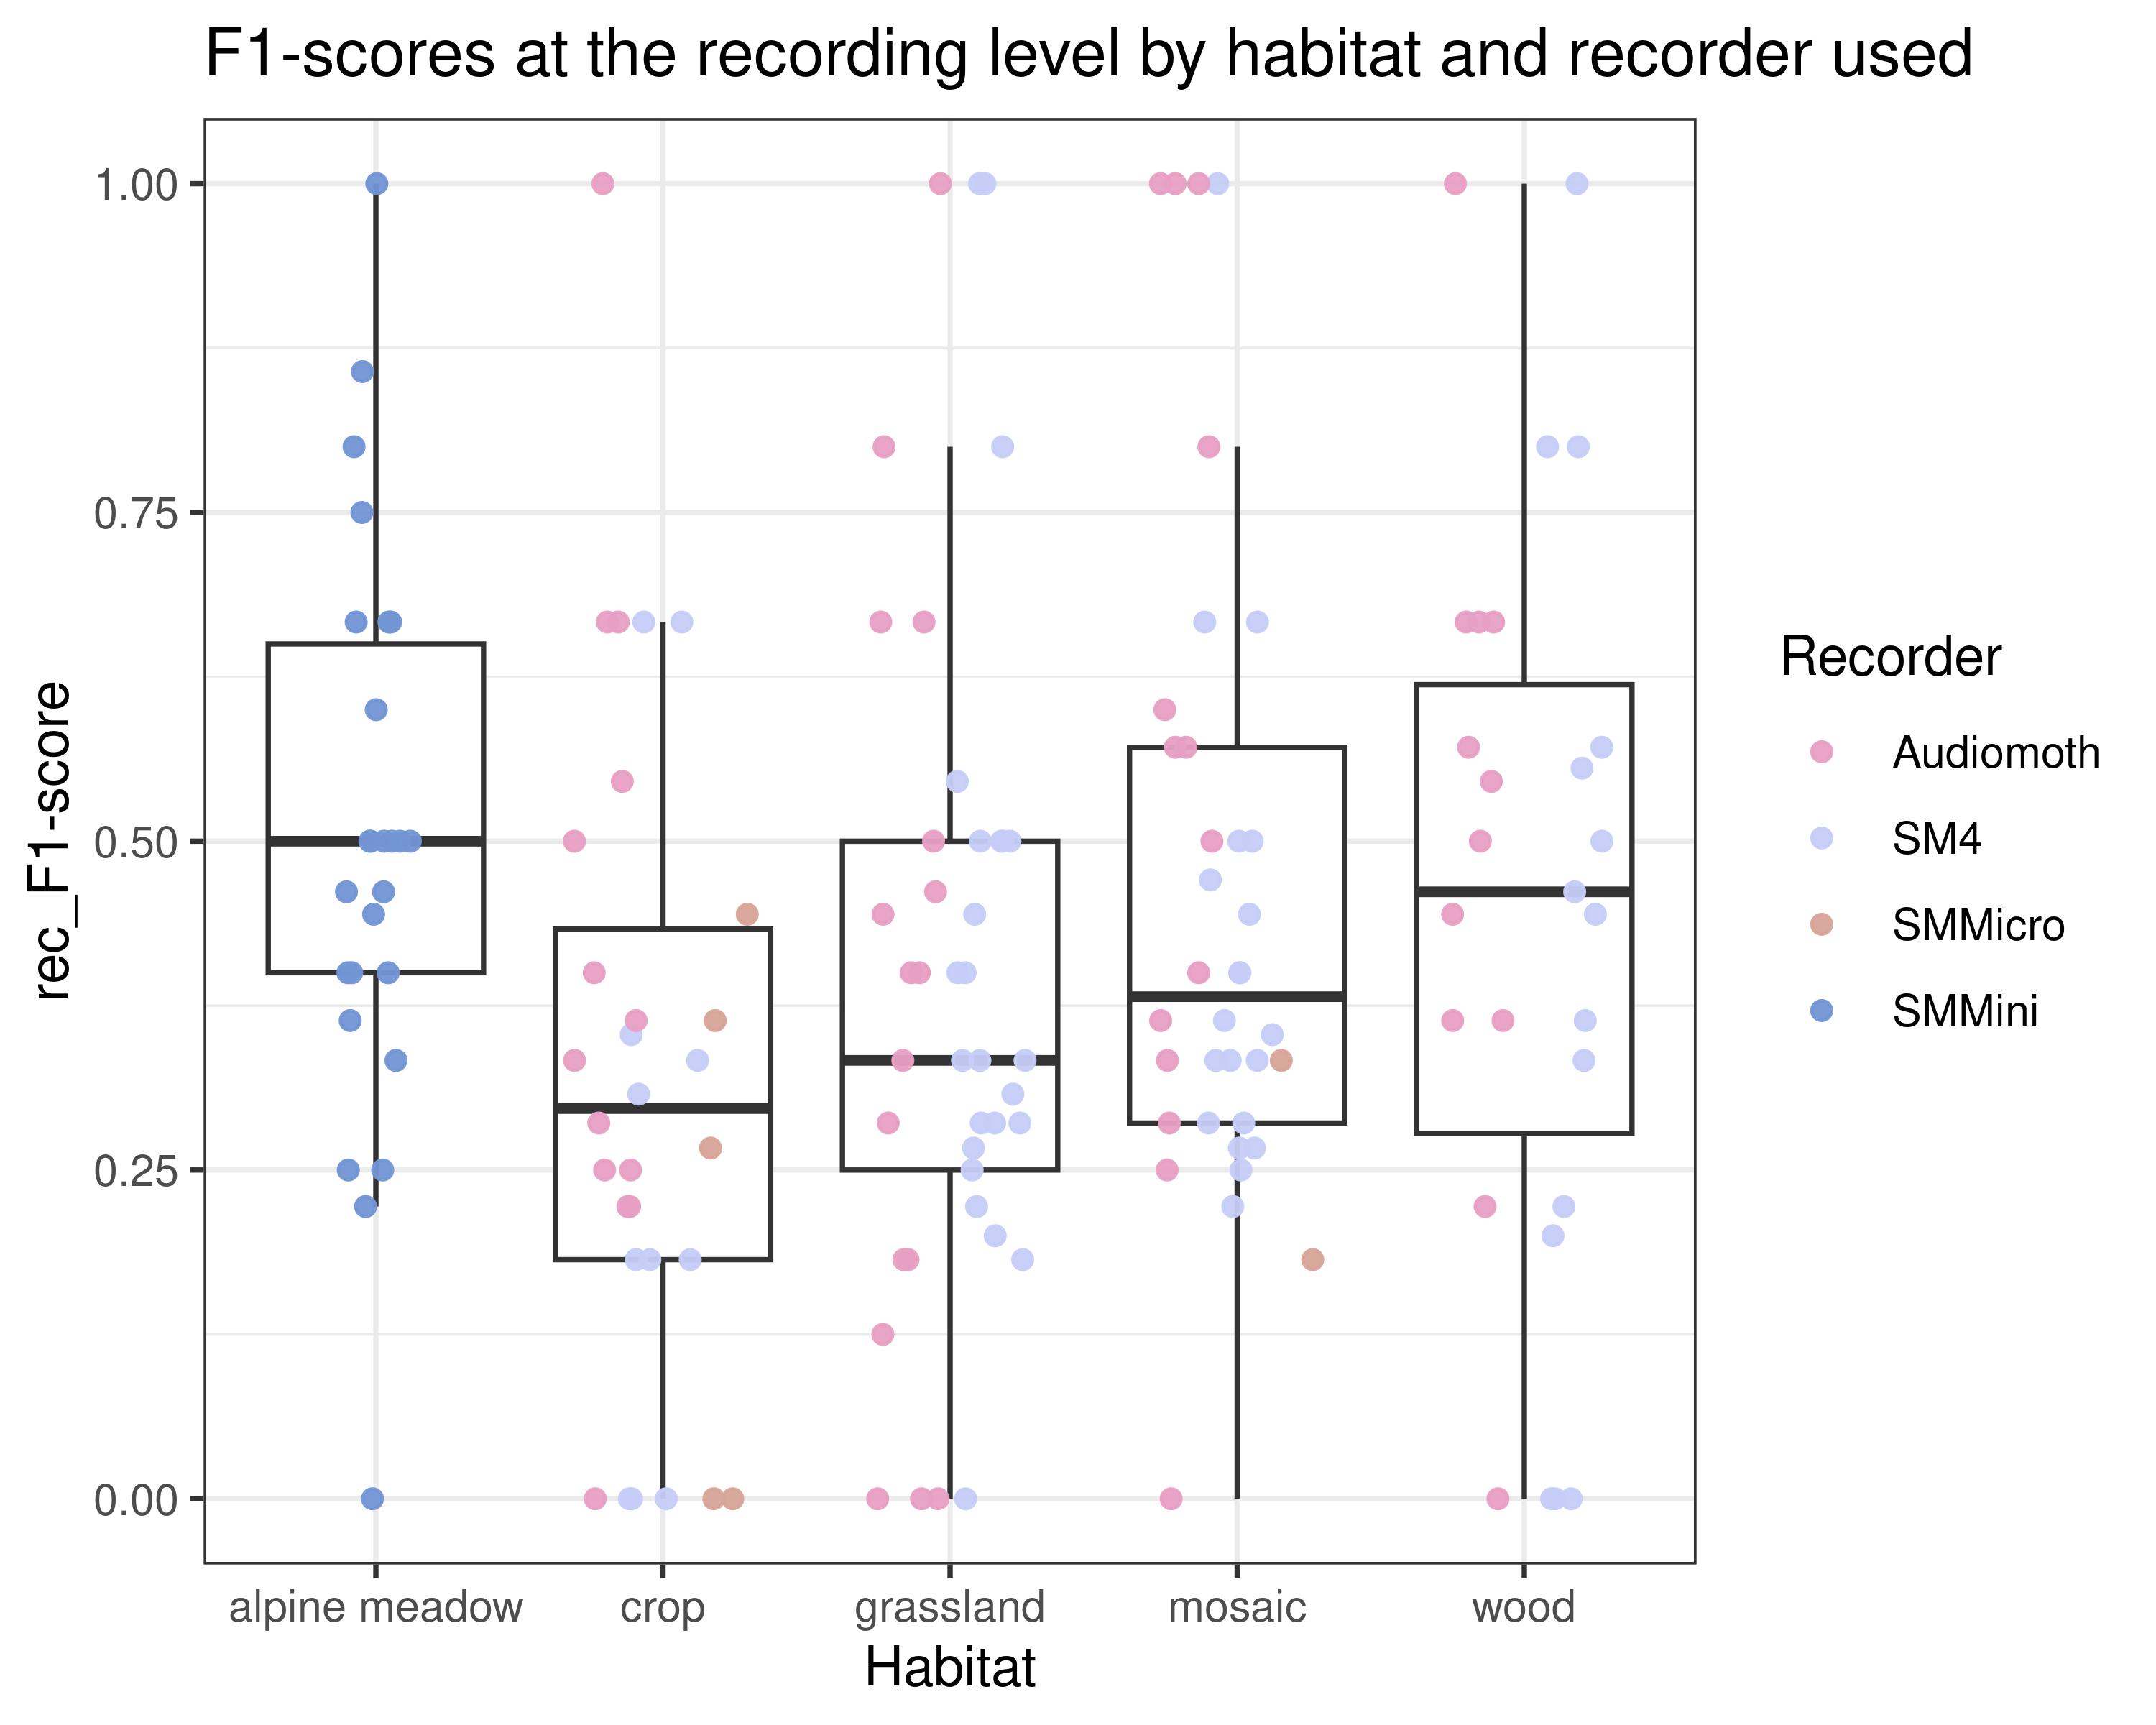 F1-scores at the recording level by habitat and recorder used
rec_F1-score
1.00
0.75
0.50
0.25
0.00
alpine meadow
crop
grassland
mosaic
wood
Habitat
Recorder
Audiomoth
SM4
SMMicro
SMMini